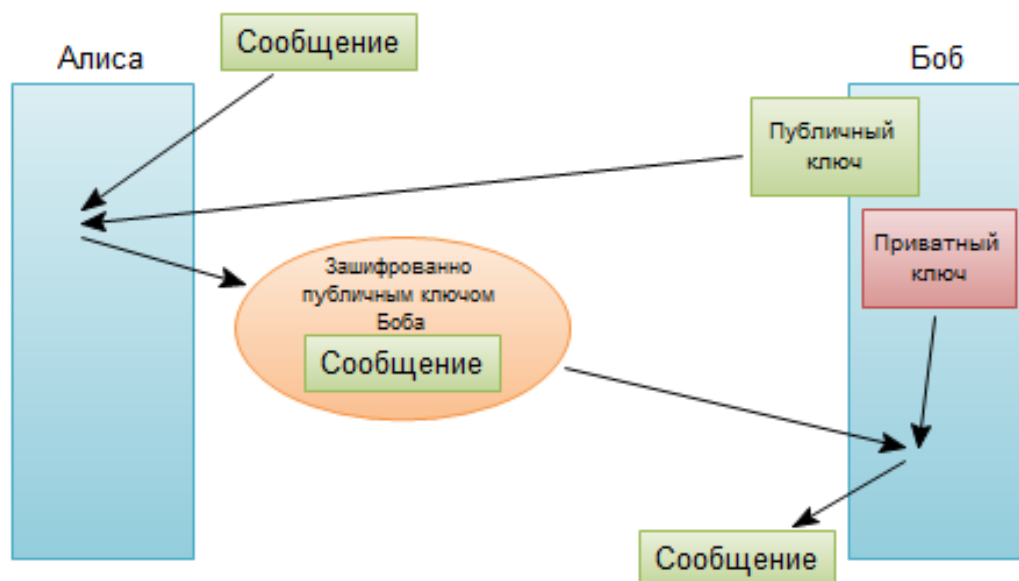 Сообщение
Алиса
Боб
Публичный
ключ
Приватный
ключ
Зашифрованно
публичным ключом
Боба
Сообщение
Сообщение